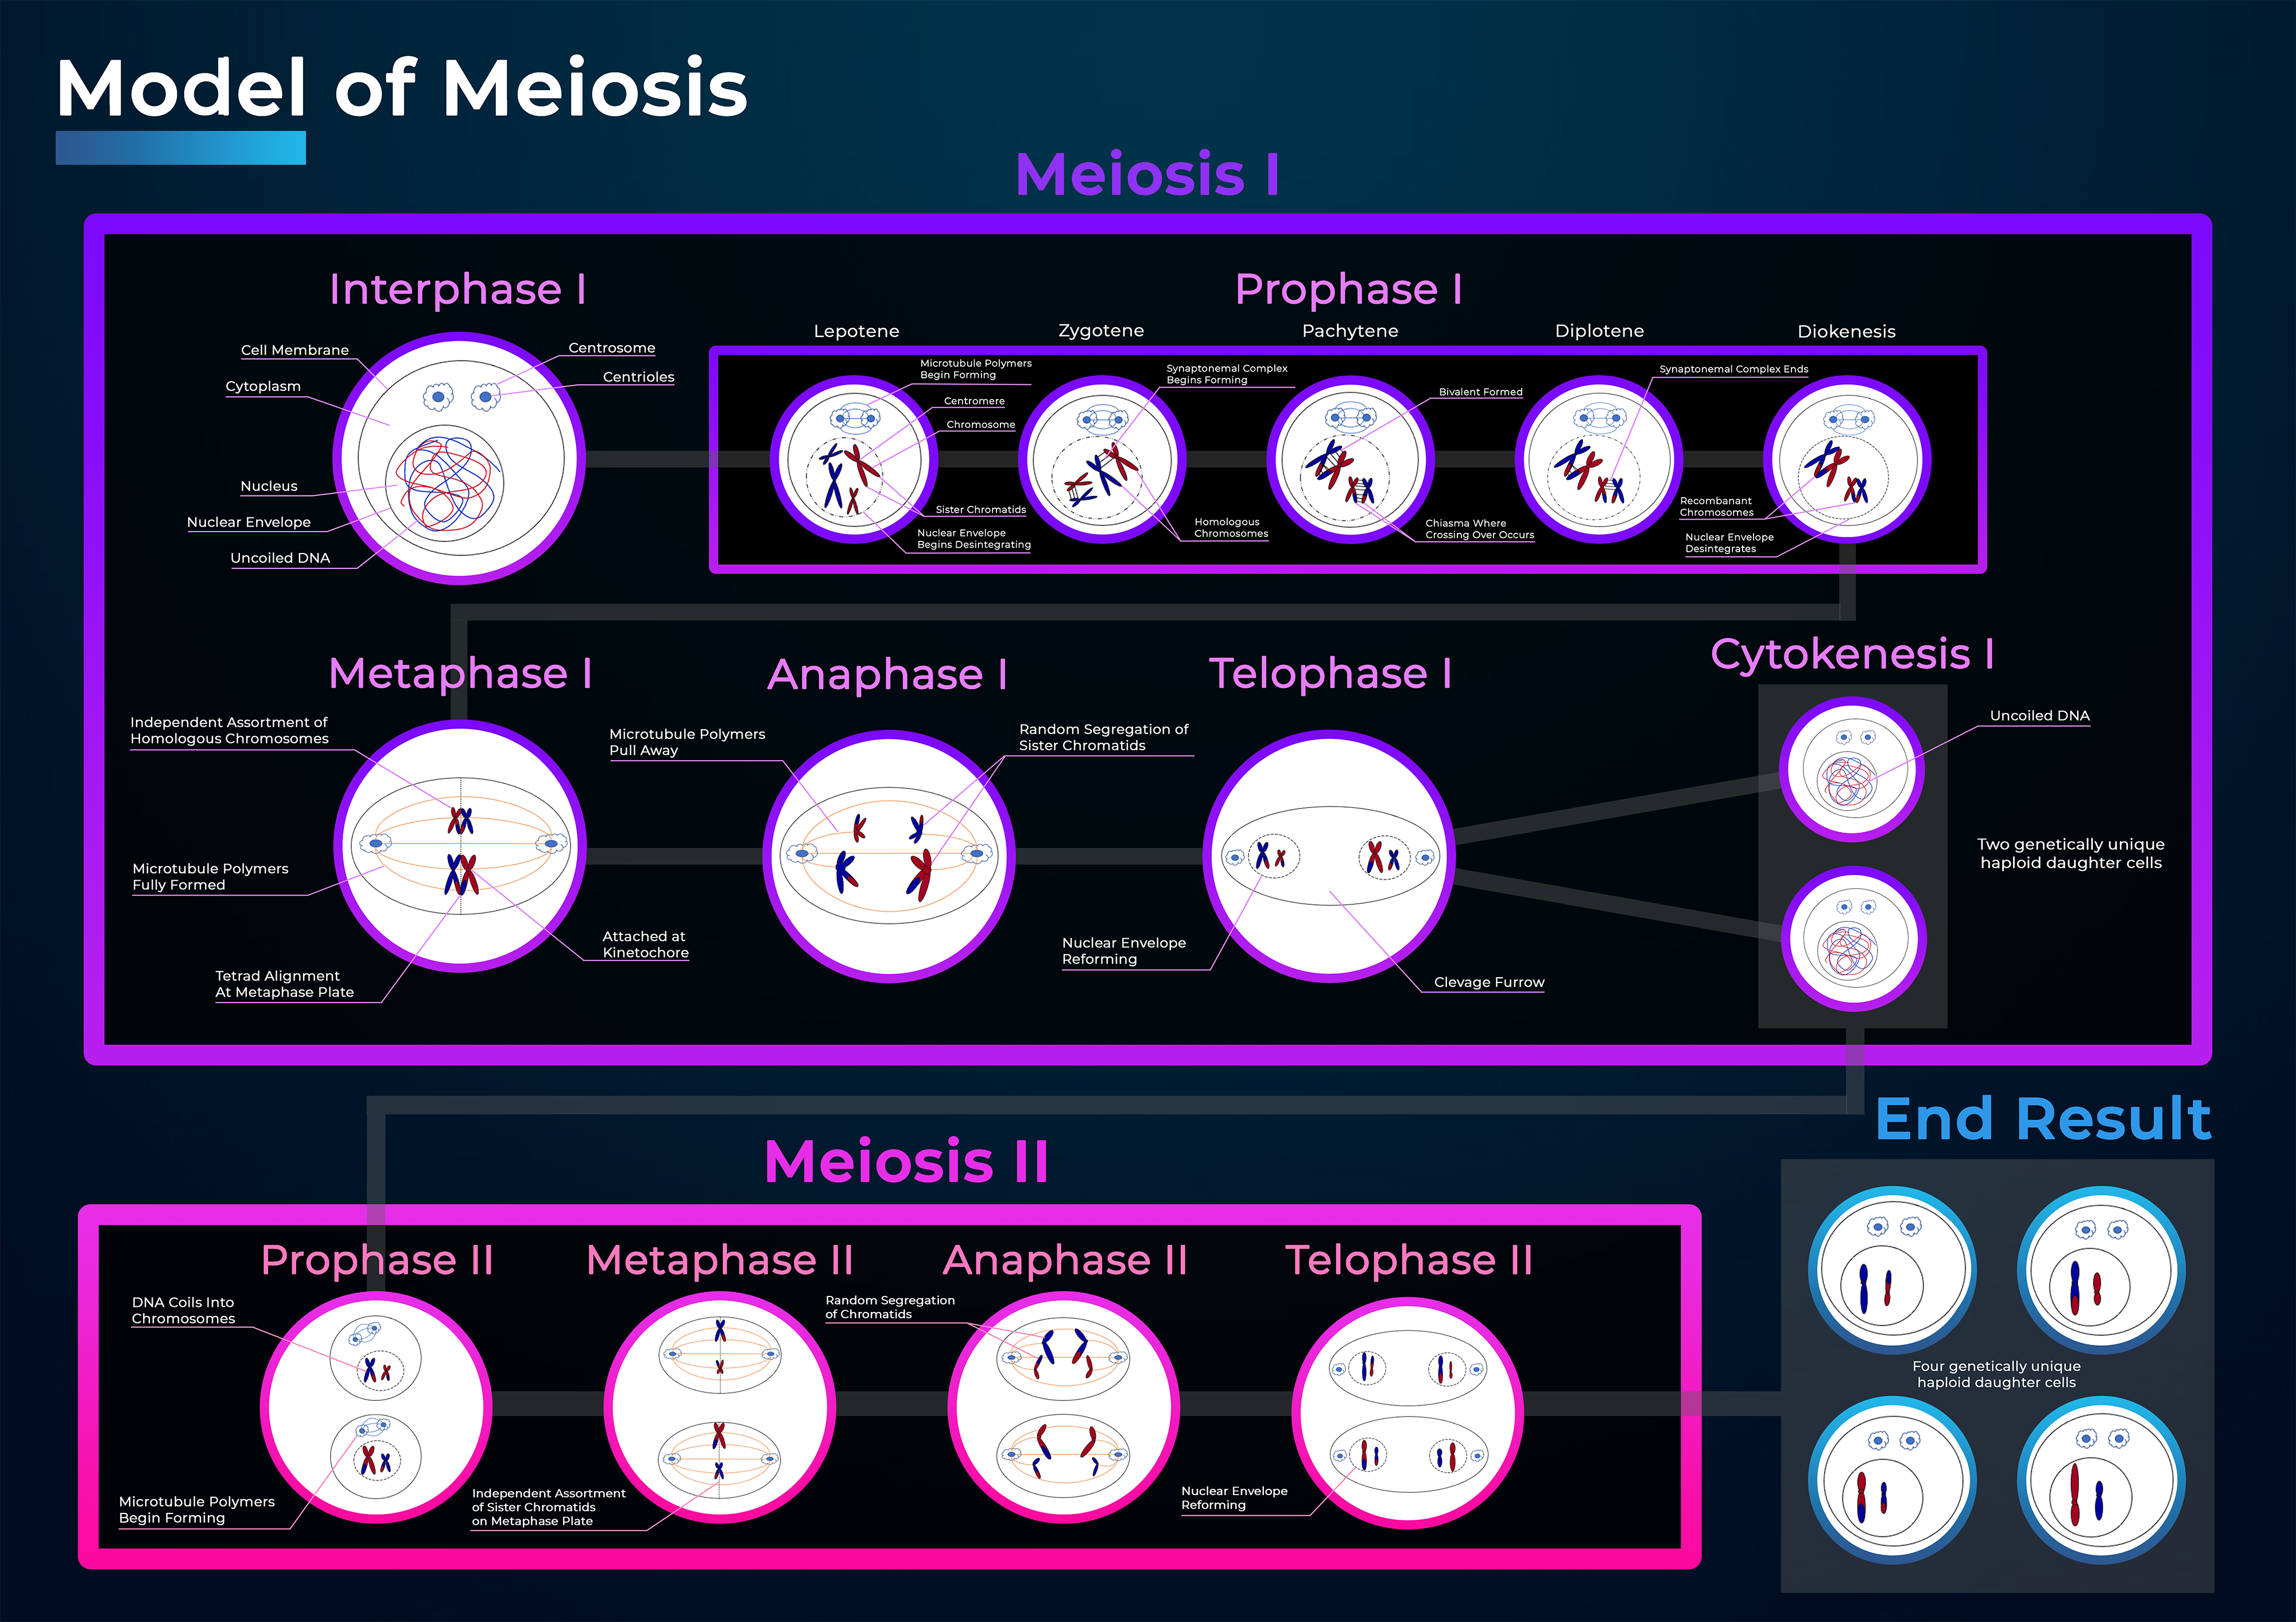 Model of Meiosis
Meiosis I
Interphase I
Cell Membrane
Cytoplasm
Nucleus
Nuclear Envelope
Uncoiled DNA
Centrosome
Centrioles
Prophase I
Lepotene
Zygotene
Pachytene
Diplotene
Diokenesis
Microtubule Polymers
Begin Forming
Centromere
Chromosome
Sister Chromatids
Nuclear Envelope
Begins Desintegrating
Synaptonemal Complex
Begins Forming
Homologous
Chromosomes
Bivalent Formed
Chiasma Where
Crossing Over Occurs
Synaptonemal Complex Ends
Recombanant
Chromosomes
Nuclear Envelope
Desintegrates
Metaphase I
Independent Assortment of
Homologous Chromosomes
Microtubule Polymers
Fully Formed
Tetrad Alignment
At Metaphase Plate
Attached at
Kinetochore
Anaphase I
Microtubule Polymers
Pull Away
Random Segregation of
Sister Chromatids
Telophase I
Nuclear Envelope
Reforming
Clevage Furrow
Cytokenesis I
Uncoiled DNA
Two genetically unique
haploid daughter cells
Meiosis II
Prophase II
DNA Coils Into
Chromosomes
Microtubule Polymers
Begin Forming
Metaphase II
Independent Assortment
of Sister Chromatids
on Metaphase Plate
Anaphase II
Random Segregation
of Chromatids
Telophase II
Nuclear Envelope
Reforming
End Result
Four genetically unique
haploid daughter cells